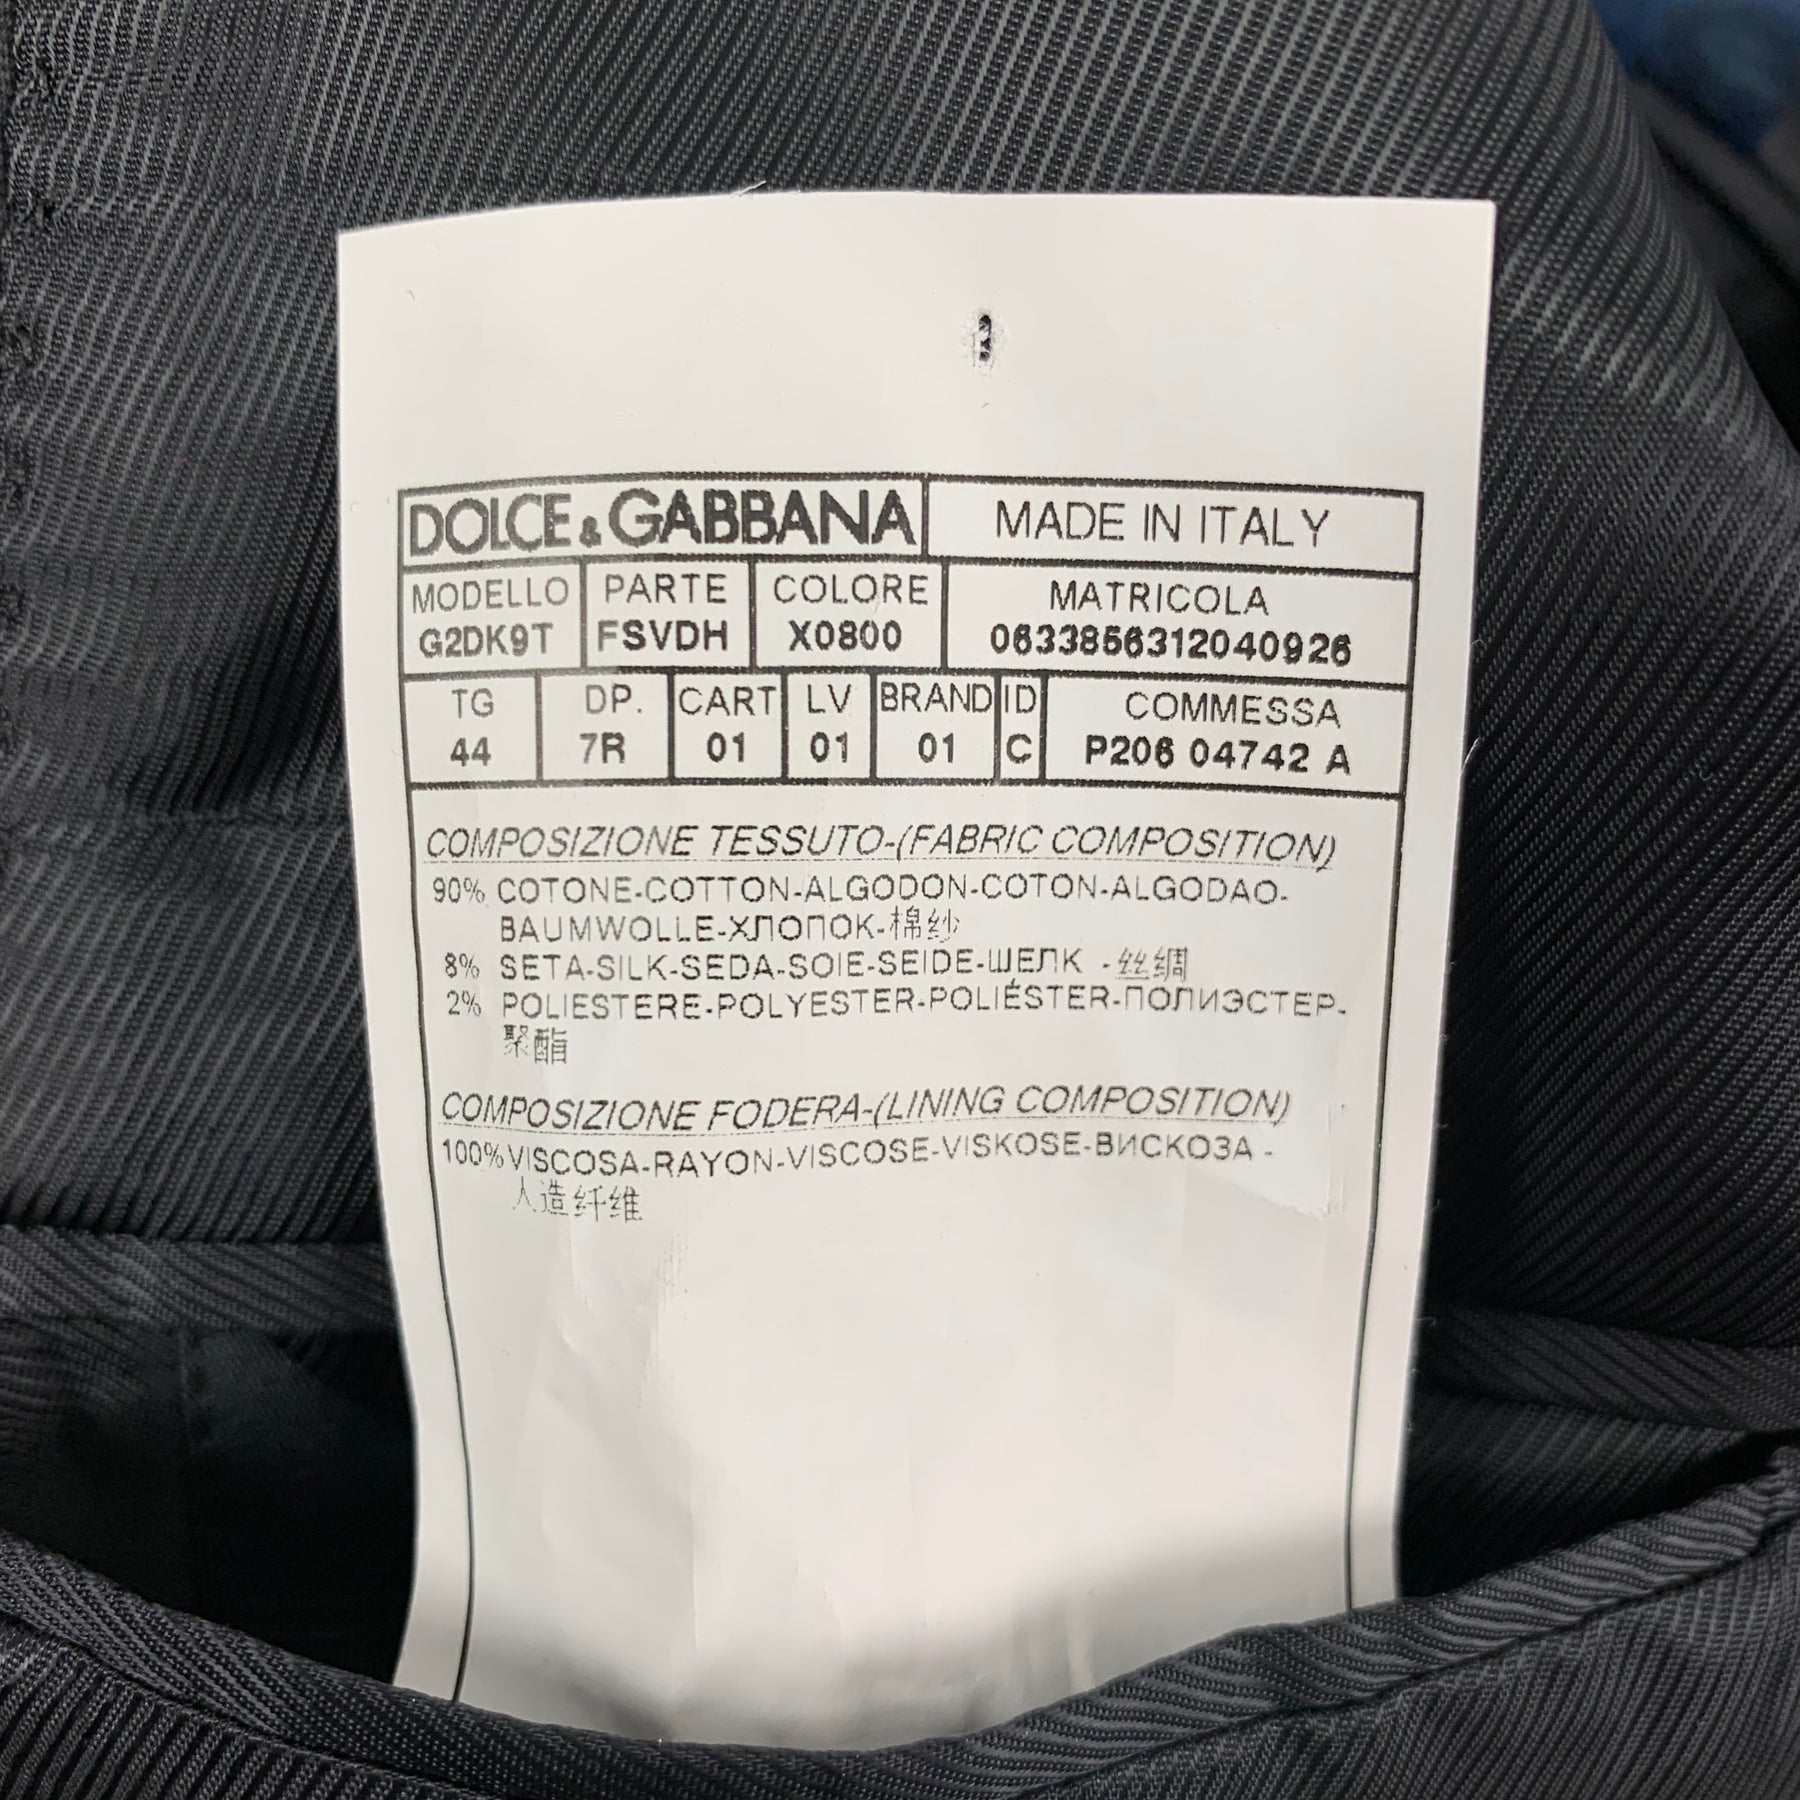 DOLCE & GABBANA MADE IN ITALY
MODELLO PARTE COLORE MATRICOLA
G2DK9T FSVDH X0800 0633856312040926
TG DP. CART LV BRAND ID COMMESSA
44 7R 01 01 01 C P206 04742 A
COMPOSIZIONE TESSUTO-(FABRIC COMPOSITION)
90% COTONE-COTTON-ALGODON-COTON-ALGODAO-
BAUMWOLLE-ХЛОПОК-棉纱
8% SETA-SILK-SEDA-SOIE-SEIDE-ШЕЛК -丝绸
2% POLIESTERE-POLYESTER-POLIÉSTER-ПОЛИЭСТЕР-
聚酯
COMPOSIZIONE FODERA-(LINING COMPOSITION)
100% VISCOSA-RAYON-VISCOSE-VISKOSE-ВИСКОЗА -
人造纤维